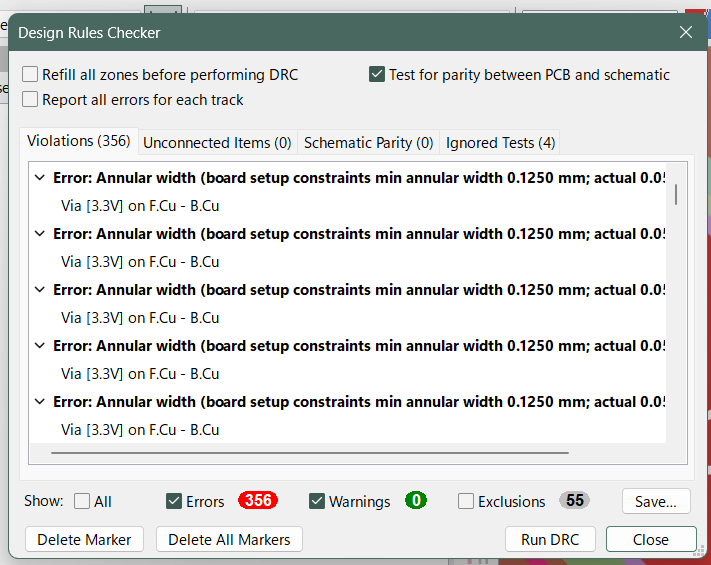 Design Rules Checker
Refill all zones before performing DRC
Test for parity between PCB and schematic
Report all errors for each track
Violations (356) Unconnected Items (0) Schematic Parity (0) Ignored Tests (4)
Error: Annular width (board setup constraints min annular width 0.1250 mm; actual 0.05
Via [3.3V] on F.Cu - B.Cu
Error: Annular width (board setup constraints min annular width 0.1250 mm; actual 0.05
Via [3.3V] on F.Cu - B.Cu
Error: Annular width (board setup constraints min annular width 0.1250 mm; actual 0.05
Via [3.3V] on F.Cu - B.Cu
Error: Annular width (board setup constraints min annular width 0.1250 mm; actual 0.05
Via [3.3V] on F.Cu - B.Cu
Error: Annular width (board setup constraints min annular width 0.1250 mm; actual 0.05
Via [3.3V] on F.Cu - B.Cu
Show: All Errors 356 Warnings 0 Exclusions 55 Save...
Delete Marker Delete All Markers Run DRC Close